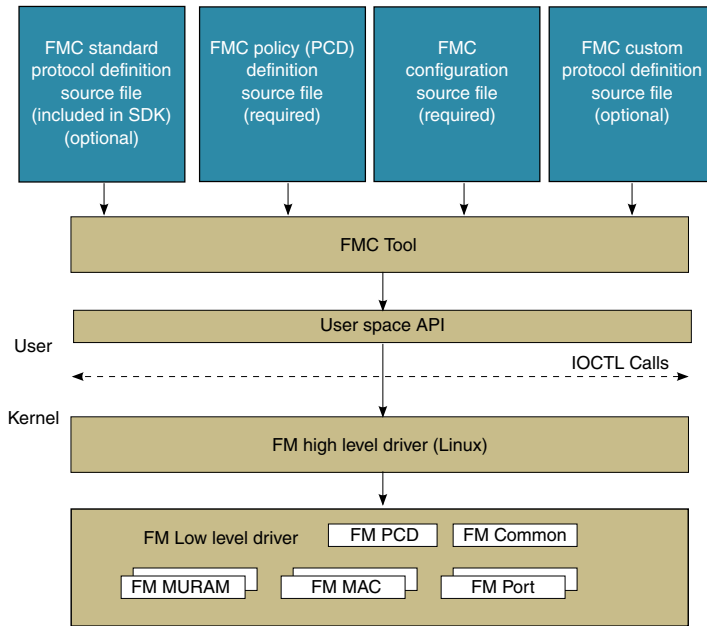 FMC standard
protocol definition
source file
(included in SDK)
(optional)
FMC policy (PCD)
definition
source file
(required)
FMC
configuration
source file
(required)
FMC custom
protocol definition
source file
(optional)
FMC Tool
User space API
User
IOCTL Calls
Kernel
FM high level driver (Linux)
FM Low level driver
FM PCD
FM Common
FM MURAM
FM MAC
FM Port